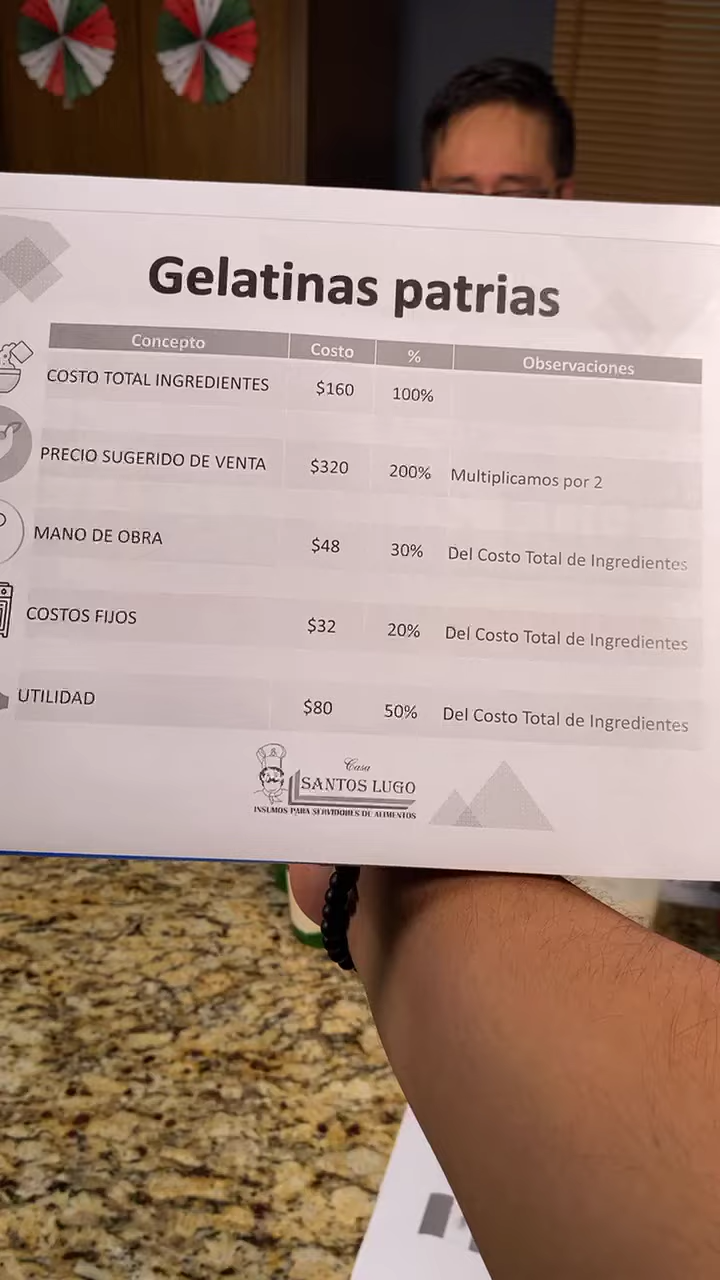 Gelatinas patrias
Concepto Costo % Observaciones
COSTO TOTAL INGREDIENTES $160 100%
PRECIO SUGERIDO DE VENTA $320 200% Multiplicamos por 2
MANO DE OBRA $48 30% Del Costo Total de Ingredientes
COSTOS FIJOS $32 20% Del Costo Total de Ingredientes
UTILIDAD $80 50% Del Costo Total de Ingredientes
Casa
SANTOS LUGO
INSUMOS PARA SERVIDORES DE ALIMENTOS